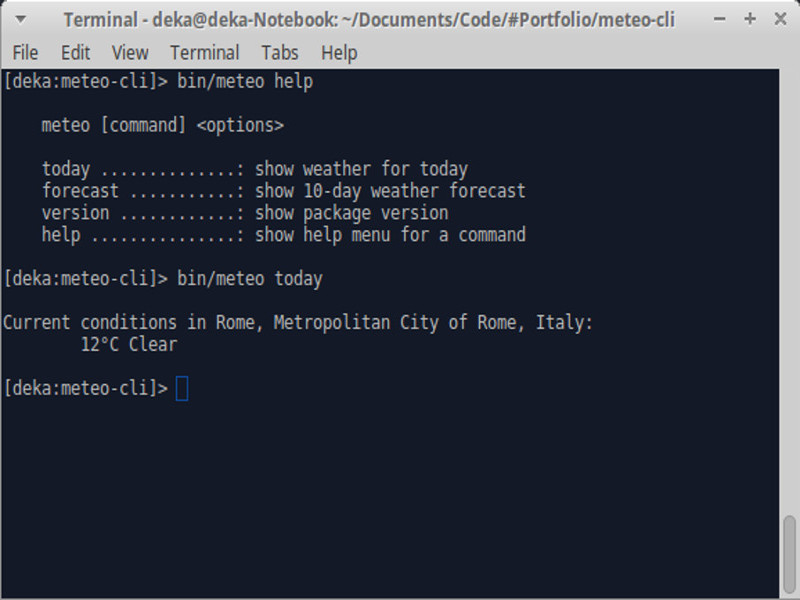 Terminal - deka@deka-Notebook: ~/Documents/Code/#Portfolio/meteo-cli
File Edit View Terminal Tabs Help
[deka:meteo-cli]> bin/meteo help
meteo [command] <options>
today ..............: show weather for today
forecast ...........: show 10-day weather forecast
version ............: show package version
help ...............: show help menu for a command
[deka:meteo-cli]> bin/meteo today
Current conditions in Rome, Metropolitan City of Rome, Italy:
12°C Clear
[deka:meteo-cli]>